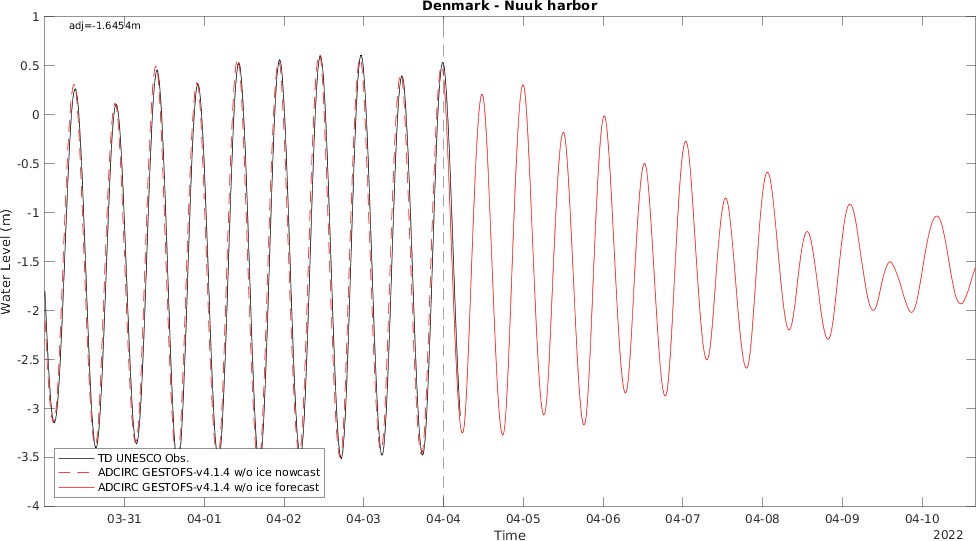 Denmark - Nuuk harbor
adj=-1.6454m
1
0.5
0
-0.5
-1
-1.5
-2
-2.5
-3
-3.5
-4
Water Level (m)
TD UNESCO Obs.
ADCIRC GESTOFS-v4.1.4 w/o ice nowcast
ADCIRC GESTOFS-v4.1.4 w/o ice forecast
03-31 04-01 04-02 04-03 04-04 04-05 04-06 04-07 04-08 04-09 04-10
Time
2022